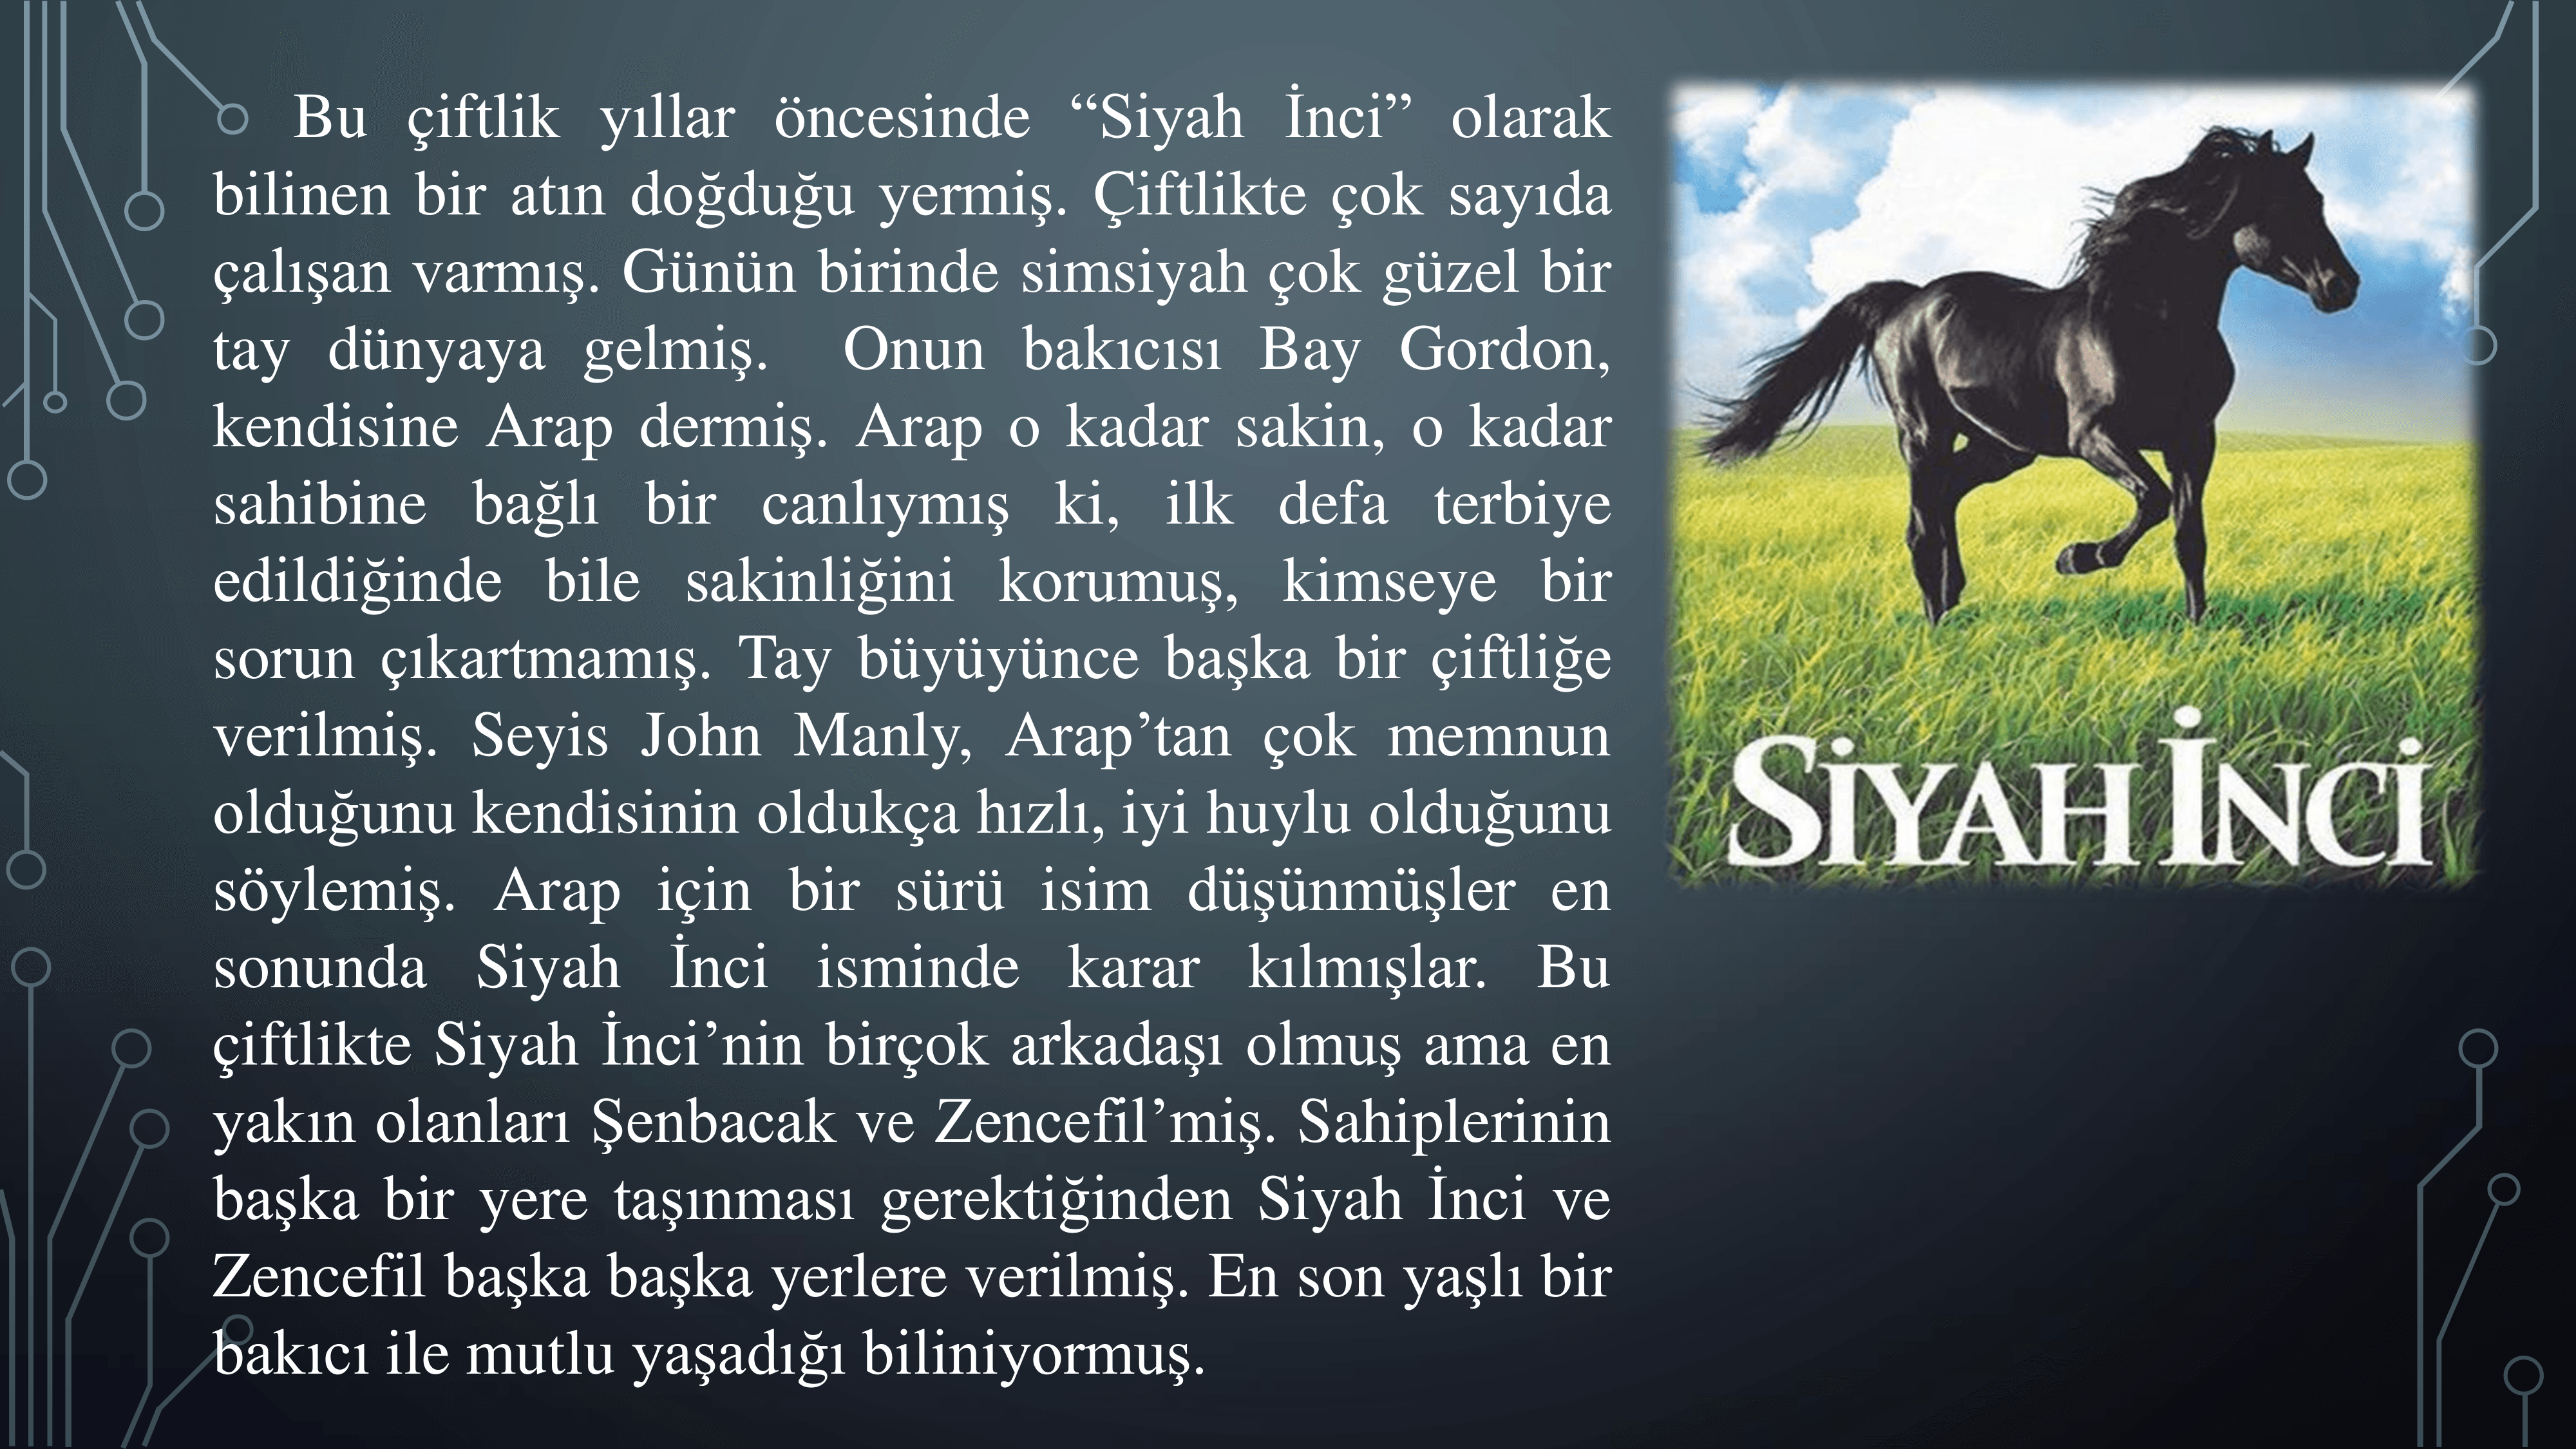 Bu çiftlik yıllar öncesinde “Siyah İnci” olarak
bilinen bir atın doğduğu yermiş. Çiftlikte çok sayıda
çalışan varmış. Günün birinde simsiyah çok güzel bir
tay dünyaya gelmiş. Onun bakıcısı Bay Gordon,
kendisine Arap dermiş. Arap o kadar sakin, o kadar
sahibine bağlı bir canlıymış ki, ilk defa terbiye
edildiğinde bile sakinliğini korumuş, kimseye bir
sorun çıkartmamış. Tay büyüyünce başka bir çiftliğe
verilmiş. Seyis John Manly, Arap’tan çok memnun
olduğunu kendisinin oldukça hızlı, iyi huylu olduğunu
söylemiş. Arap için bir sürü isim düşünmüşler en
sonunda Siyah İnci isminde karar kılmışlar. Bu
çiftlikte Siyah İnci’nin birçok arkadaşı olmuş ama en
yakın olanları Şenbacak ve Zencefil’miş. Sahiplerinin
başka bir yere taşınması gerektiğinden Siyah İnci ve
Zencefil başka başka yerlere verilmiş. En son yaşlı bir
bakıcı ile mutlu yaşadığı biliniyormuş.
SİYAH İNCİ